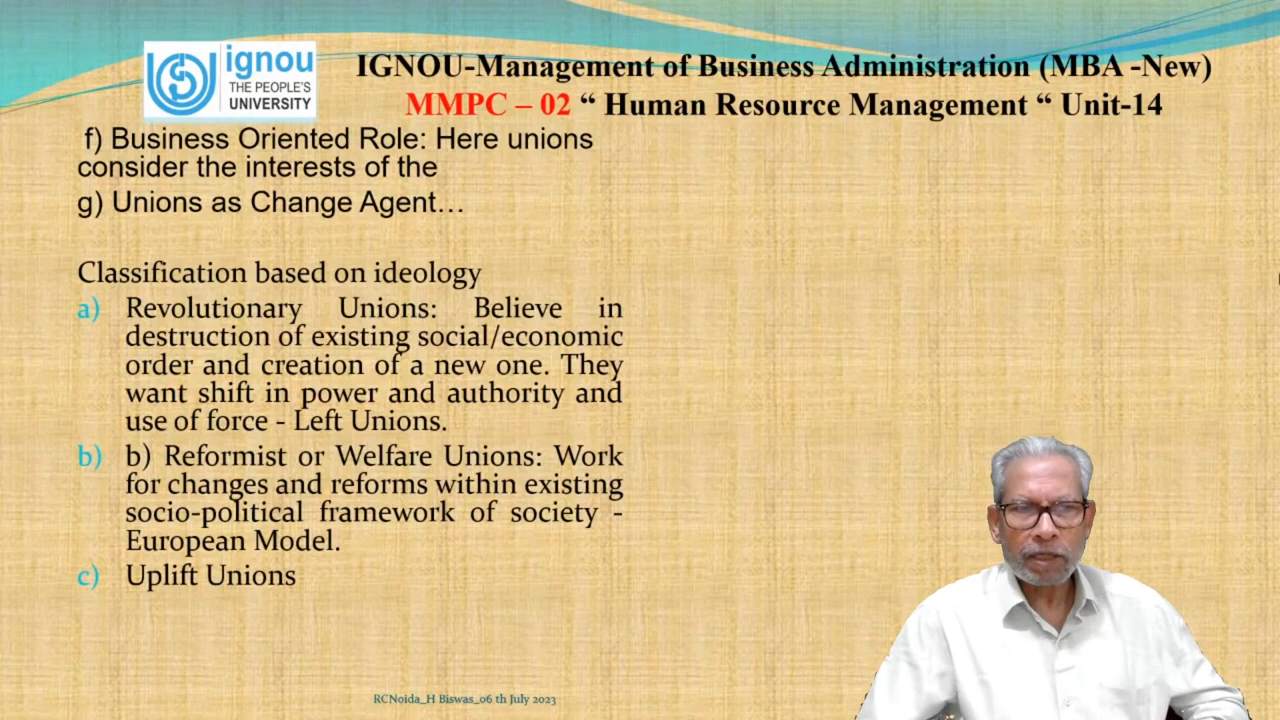 ignou
THE PEOPLE'S
UNIVERSITY
IGNOU-Management of Business Administration (MBA -New)
MMPC – 02 “ Human Resource Management “ Unit-14
f) Business Oriented Role: Here unions
consider the interests of the
g) Unions as Change Agent…
Classification based on ideology
a) Revolutionary Unions: Believe in
destruction of existing social/economic
order and creation of a new one. They
want shift in power and authority and
use of force - Left Unions.
b) b) Reformist or Welfare Unions: Work
for changes and reforms within existing
socio-political framework of society -
European Model.
c) Uplift Unions
RCNoida_H Biswas_06 th July 2023